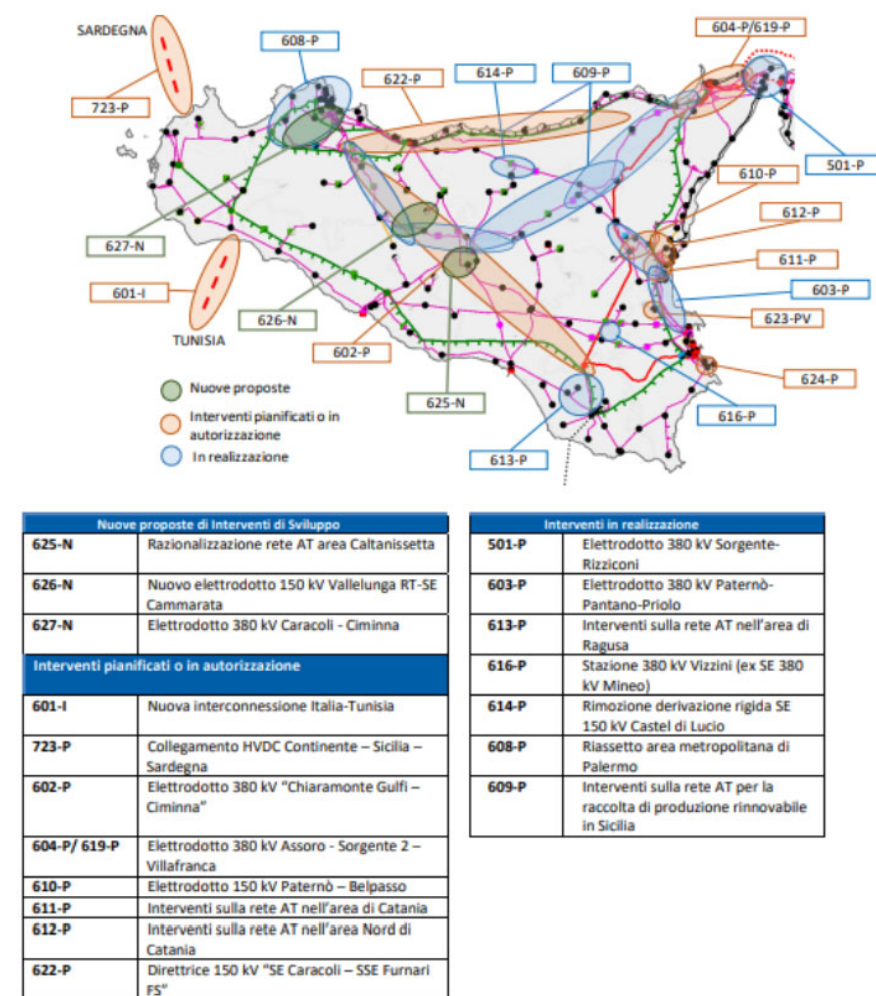 SARDEGNA
604-P/619-P
608-P
622-P
614-P
609-P
723-P
501-P
610-P
612-P
627-N
611-P
601-I
603-P
626-N
623-PV
TUNISIA
602-P
624-P
Nuove proposte
625-N
616-P
Interventi pianificati o in
autorizzazione
In realizzazione
613-P
Nuove proposte di Interventi di Sviluppo
625-N Razionalizzazione rete AT area Caltanissetta
626-N Nuovo elettrodotto 150 kV Vallelunga RT-SE
Cammarata
627-N Elettrodotto 380 kV Caracoli - Ciminna
Interventi pianificati o in autorizzazione
601-I Nuova interconnessione Italia-Tunisia
723-P Collegamento HVDC Continente – Sicilia –
Sardegna
602-P Elettrodotto 380 kV “Chiaramonte Gulfi –
Ciminna”
604-P/ 619-P Elettrodotto 380 kV Assoro - Sorgente 2 –
Villafranca
610-P Elettrodotto 150 kV Paternò – Belpasso
611-P Interventi sulla rete AT nell’area di Catania
612-P Interventi sulla rete AT nell’area Nord di
Catania
622-P Direttrice 150 kV “SE Caracoli – SSE Furnari
FS”
Interventi in realizzazione
501-P Elettrodotto 380 kV Sorgente-
Rizziconi
603-P Elettrodotto 380 kV Paternò-
Pantano-Priolo
613-P Interventi sulla rete AT nell’area di
Ragusa
616-P Stazione 380 kV Vizzini (ex SE 380
kV Mineo)
614-P Rimozione derivazione rigida SE
150 kV Castel di Lucio
608-P Riassetto area metropolitana di
Palermo
609-P Interventi sulla rete AT per la
raccolta di produzione rinnovabile
in Sicilia